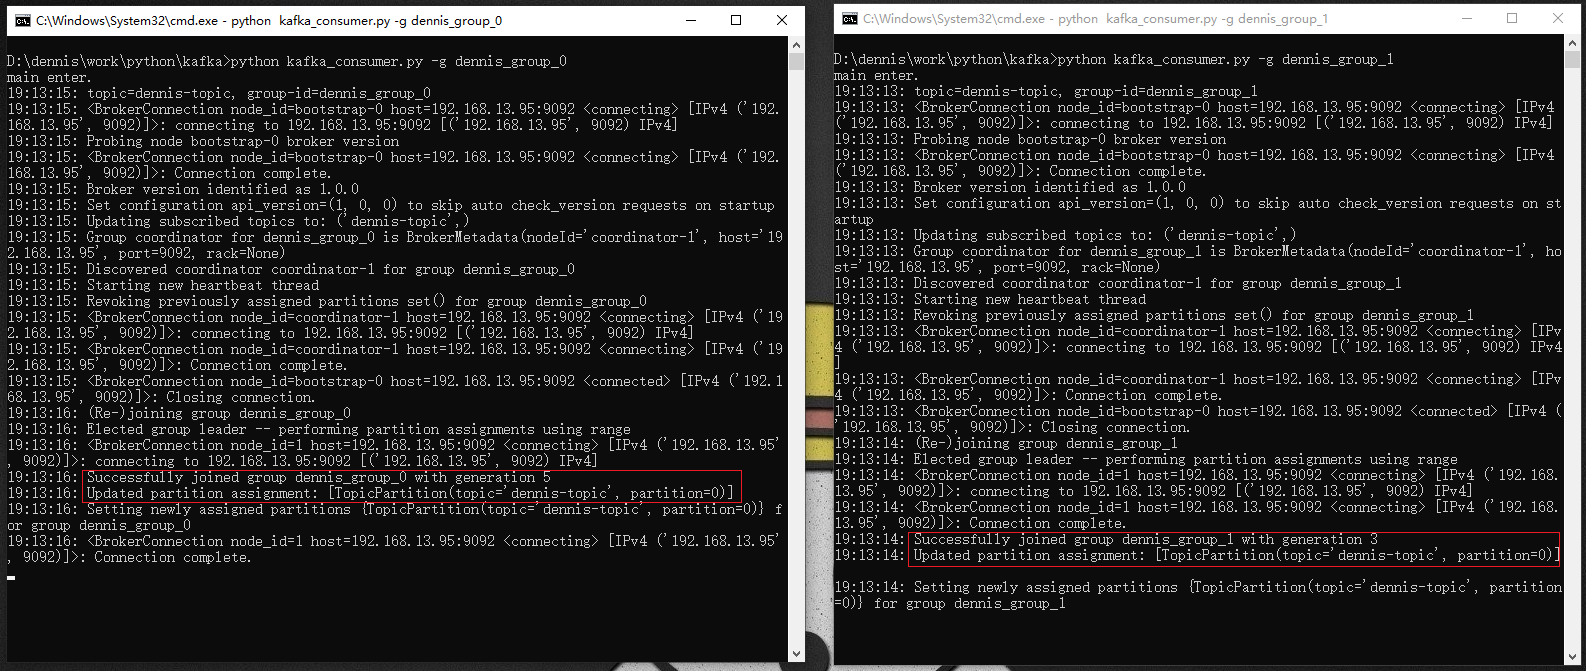 C:\Windows\System32\cmd.exe - python  kafka_consumer.py -g dennis_group_0
D:\dennis\work\python\kafka>python kafka_consumer.py -g dennis_group_0
main enter.
19:13:15: topic=dennis-topic, group-id=dennis_group_0
19:13:15: <BrokerConnection node_id=bootstrap-0 host=192.168.13.95:9092 <connecting> [IPv4 ('192.
168.13.95', 9092)]>: connecting to 192.168.13.95:9092 [('192.168.13.95', 9092) IPv4]
19:13:15: Probing node bootstrap-0 broker version
19:13:15: <BrokerConnection node_id=bootstrap-0 host=192.168.13.95:9092 <connecting> [IPv4 ('192.
168.13.95', 9092)]>: Connection complete.
19:13:15: Broker version identified as 1.0.0
19:13:15: Set configuration api_version=(1, 0, 0) to skip auto check_version requests on startup
19:13:15: Updating subscribed topics to: ('dennis-topic',)
19:13:15: Group coordinator for dennis_group_0 is BrokerMetadata(nodeId='coordinator-1', host='19
2.168.13.95', port=9092, rack=None)
19:13:15: Discovered coordinator coordinator-1 for group dennis_group_0
19:13:15: Starting new heartbeat thread
19:13:15: Revoking previously assigned partitions set() for group dennis_group_0
19:13:15: <BrokerConnection node_id=coordinator-1 host=192.168.13.95:9092 <connecting> [IPv4 ('19
2.168.13.95', 9092)]>: connecting to 192.168.13.95:9092 [('192.168.13.95', 9092) IPv4]
19:13:15: <BrokerConnection node_id=coordinator-1 host=192.168.13.95:9092 <connecting> [IPv4 ('19
2.168.13.95', 9092)]>: Connection complete.
19:13:15: <BrokerConnection node_id=bootstrap-0 host=192.168.13.95:9092 <connected> [IPv4 ('192.1
68.13.95', 9092)]>: Closing connection.
19:13:16: (Re-)joining group dennis_group_0
19:13:16: Elected group leader -- performing partition assignments using range
19:13:16: <BrokerConnection node_id=1 host=192.168.13.95:9092 <connecting> [IPv4 ('192.168.13.95'
, 9092)]>: connecting to 192.168.13.95:9092 [('192.168.13.95', 9092) IPv4]
19:13:16: Successfully joined group dennis_group_0 with generation 5
19:13:16: Updated partition assignment: [TopicPartition(topic='dennis-topic', partition=0)]
19:13:16: Setting newly assigned partitions {TopicPartition(topic='dennis-topic', partition=0)} f
or group dennis_group_0
19:13:16: <BrokerConnection node_id=1 host=192.168.13.95:9092 <connecting> [IPv4 ('192.168.13.95'
, 9092)]>: Connection complete.
C:\Windows\System32\cmd.exe - python  kafka_consumer.py -g dennis_group_1
D:\dennis\work\python\kafka>python kafka_consumer.py -g dennis_group_1
main enter.
19:13:13: topic=dennis-topic, group-id=dennis_group_1
19:13:13: <BrokerConnection node_id=bootstrap-0 host=192.168.13.95:9092 <connecting> [IPv4
('192.168.13.95', 9092)]>: connecting to 192.168.13.95:9092 [('192.168.13.95', 9092) IPv4]
19:13:13: Probing node bootstrap-0 broker version
19:13:13: <BrokerConnection node_id=bootstrap-0 host=192.168.13.95:9092 <connecting> [IPv4
('192.168.13.95', 9092)]>: Connection complete.
19:13:13: Broker version identified as 1.0.0
19:13:13: Set configuration api_version=(1, 0, 0) to skip auto check_version requests on st
artup
19:13:13: Updating subscribed topics to: ('dennis-topic',)
19:13:13: Group coordinator for dennis_group_1 is BrokerMetadata(nodeId='coordinator-1', ho
st='192.168.13.95', port=9092, rack=None)
19:13:13: Discovered coordinator coordinator-1 for group dennis_group_1
19:13:13: Starting new heartbeat thread
19:13:13: Revoking previously assigned partitions set() for group dennis_group_1
19:13:13: <BrokerConnection node_id=coordinator-1 host=192.168.13.95:9092 <connecting> [IPv
4 ('192.168.13.95', 9092)]>: connecting to 192.168.13.95:9092 [('192.168.13.95', 9092) IPv4
]
19:13:13: <BrokerConnection node_id=coordinator-1 host=192.168.13.95:9092 <connecting> [IPv
4 ('192.168.13.95', 9092)]>: Connection complete.
19:13:13: <BrokerConnection node_id=bootstrap-0 host=192.168.13.95:9092 <connected> [IPv4 (
'192.168.13.95', 9092)]>: Closing connection.
19:13:14: (Re-)joining group dennis_group_1
19:13:14: Elected group leader -- performing partition assignments using range
19:13:14: <BrokerConnection node_id=1 host=192.168.13.95:9092 <connecting> [IPv4 ('192.168.
13.95', 9092)]>: connecting to 192.168.13.95:9092 [('192.168.13.95', 9092) IPv4]
19:13:14: <BrokerConnection node_id=1 host=192.168.13.95:9092 <connecting> [IPv4 ('192.168.
13.95', 9092)]>: Connection complete.
19:13:14: Successfully joined group dennis_group_1 with generation 3
19:13:14: Updated partition assignment: [TopicPartition(topic='dennis-topic', partition=0)]
19:13:14: Setting newly assigned partitions {TopicPartition(topic='dennis-topic', partition
=0)} for group dennis_group_1